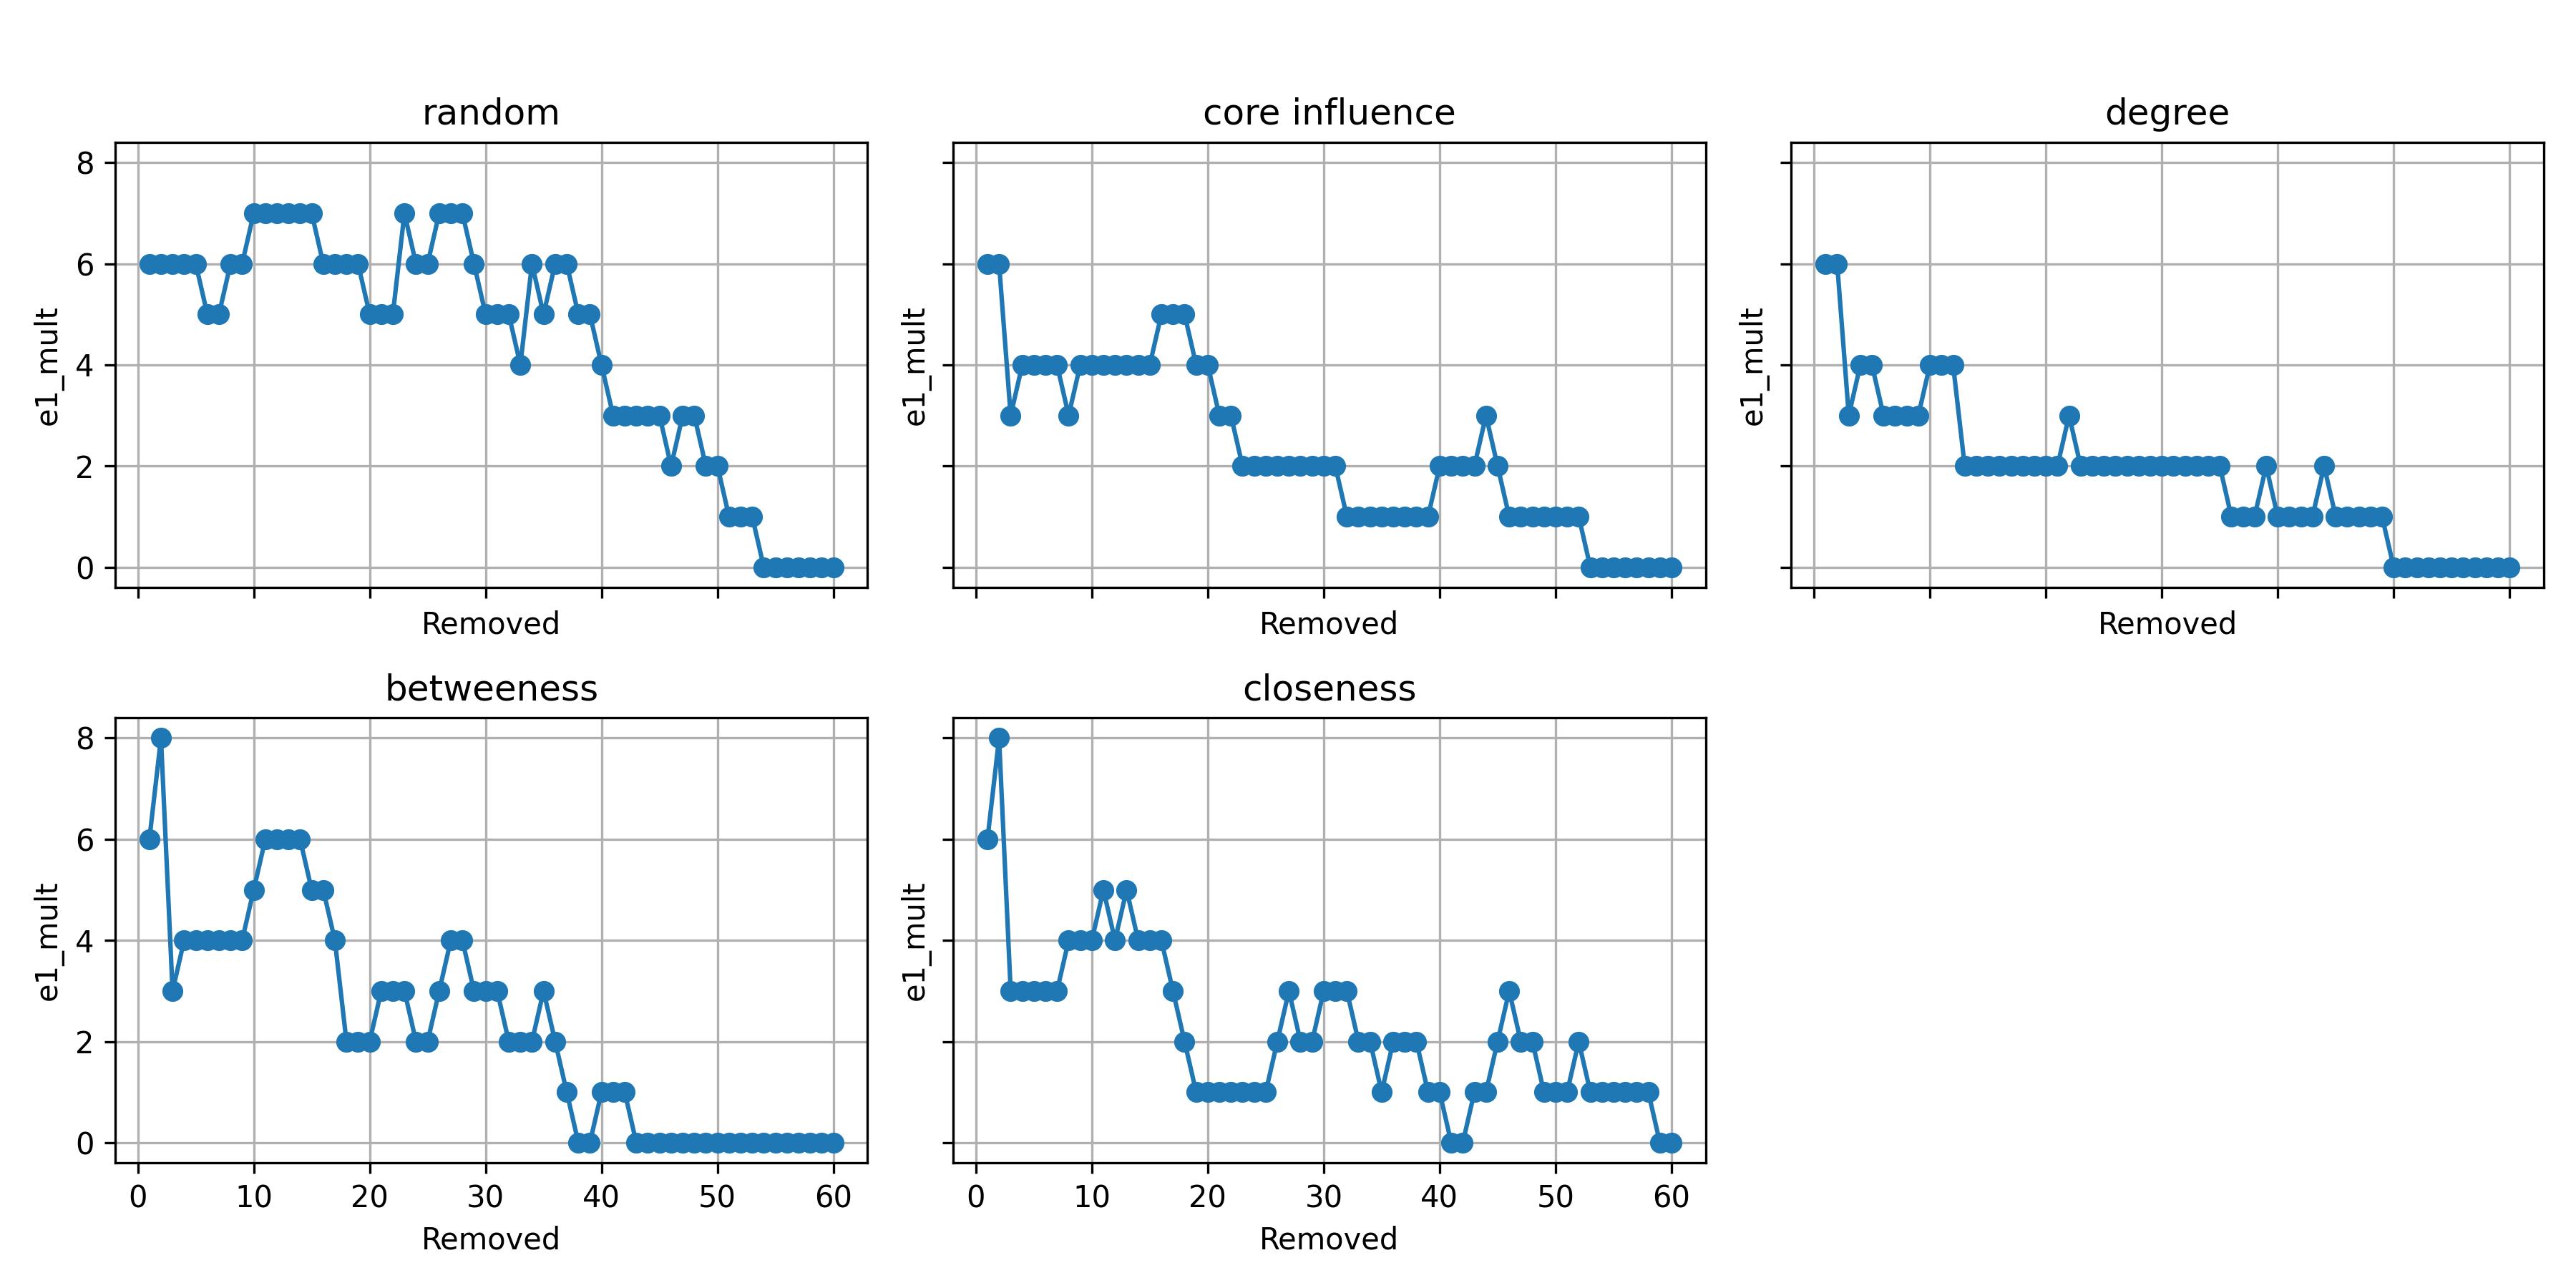 random
core influence
degree
8
6
4
2
0
e1_mult
e1_mult
e1_mult
Removed
Removed
Removed
betweeness
closeness
8
6
4
2
0
e1_mult
e1_mult
0 10 20 30 40 50 60
0 10 20 30 40 50 60
Removed
Removed